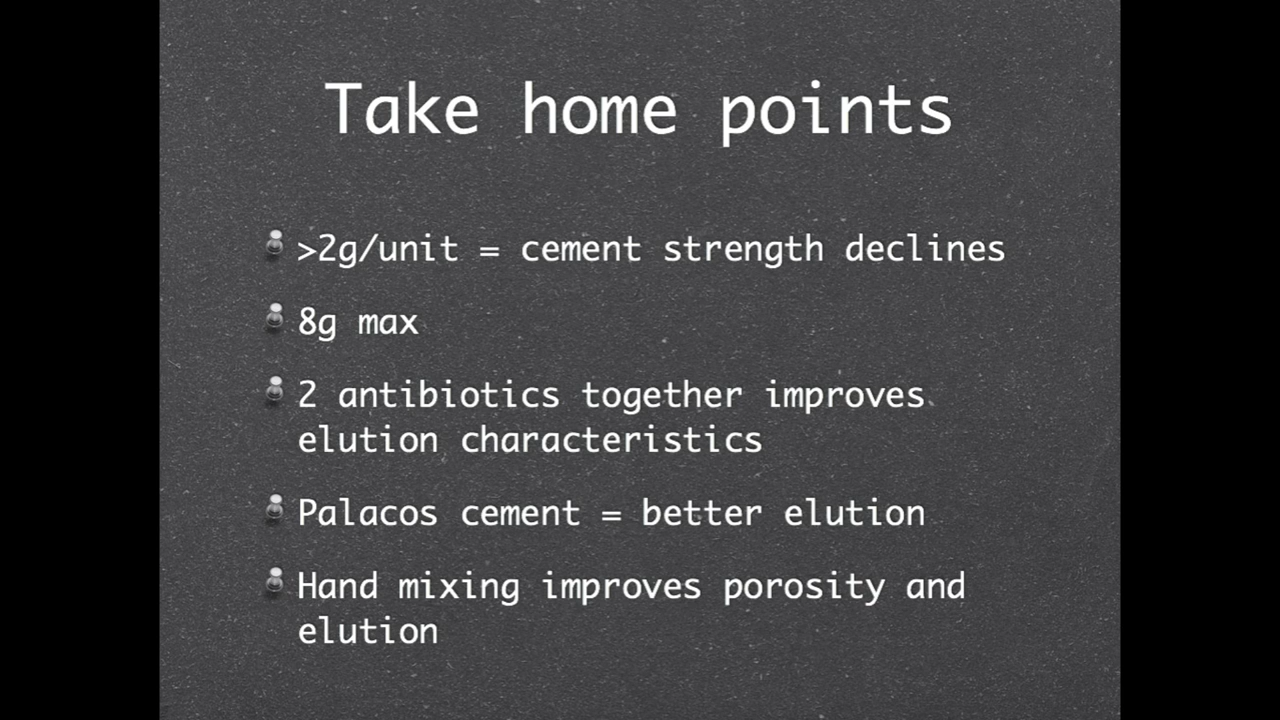 Take home points
>2g/unit = cement strength declines
8g max
2 antibiotics together improves
elution characteristics
Palacos cement = better elution
Hand mixing improves porosity and
elution